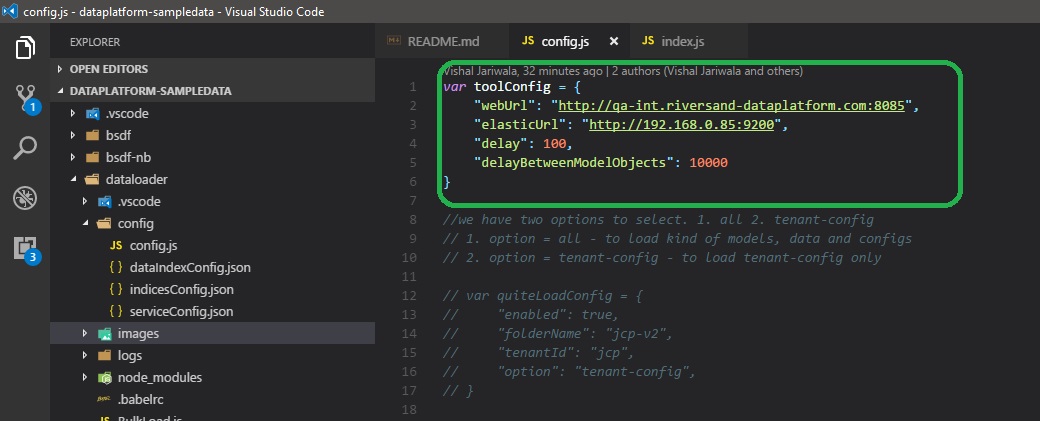 config.js - dataplatform-sampledata - Visual Studio Code
EXPLORER
OPEN EDITORS
DATAPLATFORM-SAMPLEDATA
.vscode
bsdf
bsdf-nb
dataloader
.vscode
config
JS config.js
{ } dataIndexConfig.json
{ } indicesConfig.json
{ } serviceConfig.json
images
logs
node_modules
.babelrc
JS BulkLoad.js
1
3
README.md
JS config.js ×
JS index.js
Vishal Jariwala, 32 minutes ago | 2 authors (Vishal Jariwala and others)
1 var toolConfig = {
2 "webUrl": "http://qa-int.riversand-dataplatform.com:8085",
3 "elasticUrl": "http://192.168.0.85:9200",
4 "delay": 100,
5 "delayBetweenModelObjects": 10000
6 }
7
8 //we have two options to select. 1. all 2. tenant-config
9 // 1. option = all - to load kind of models, data and configs
10 // 2. option = tenant-config - to load tenant-config only
11
12 // var quiteLoadConfig = {
13 // "enabled": true,
14 // "folderName": "jcp-v2",
15 // "tenantId": "jcp",
16 // "option": "tenant-config",
17 // }
18